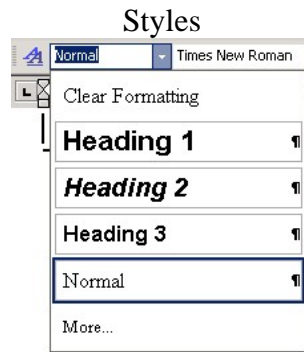 Styles
Normal Times New Roman
Clear Formatting
Heading 1 ¶
Heading 2 ¶
Heading 3 ¶
Normal ¶
More...